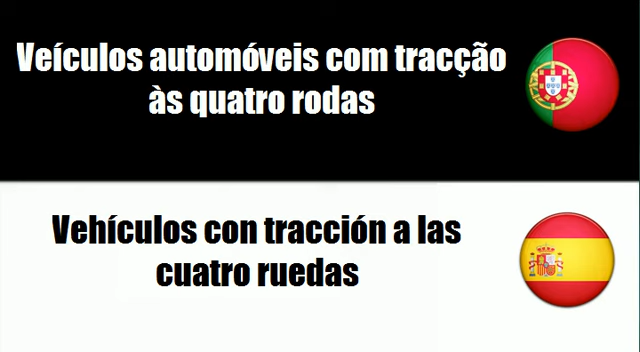 Veículos automóveis com tracção
às quatro rodas
Vehículos con tracción a las
cuatro ruedas